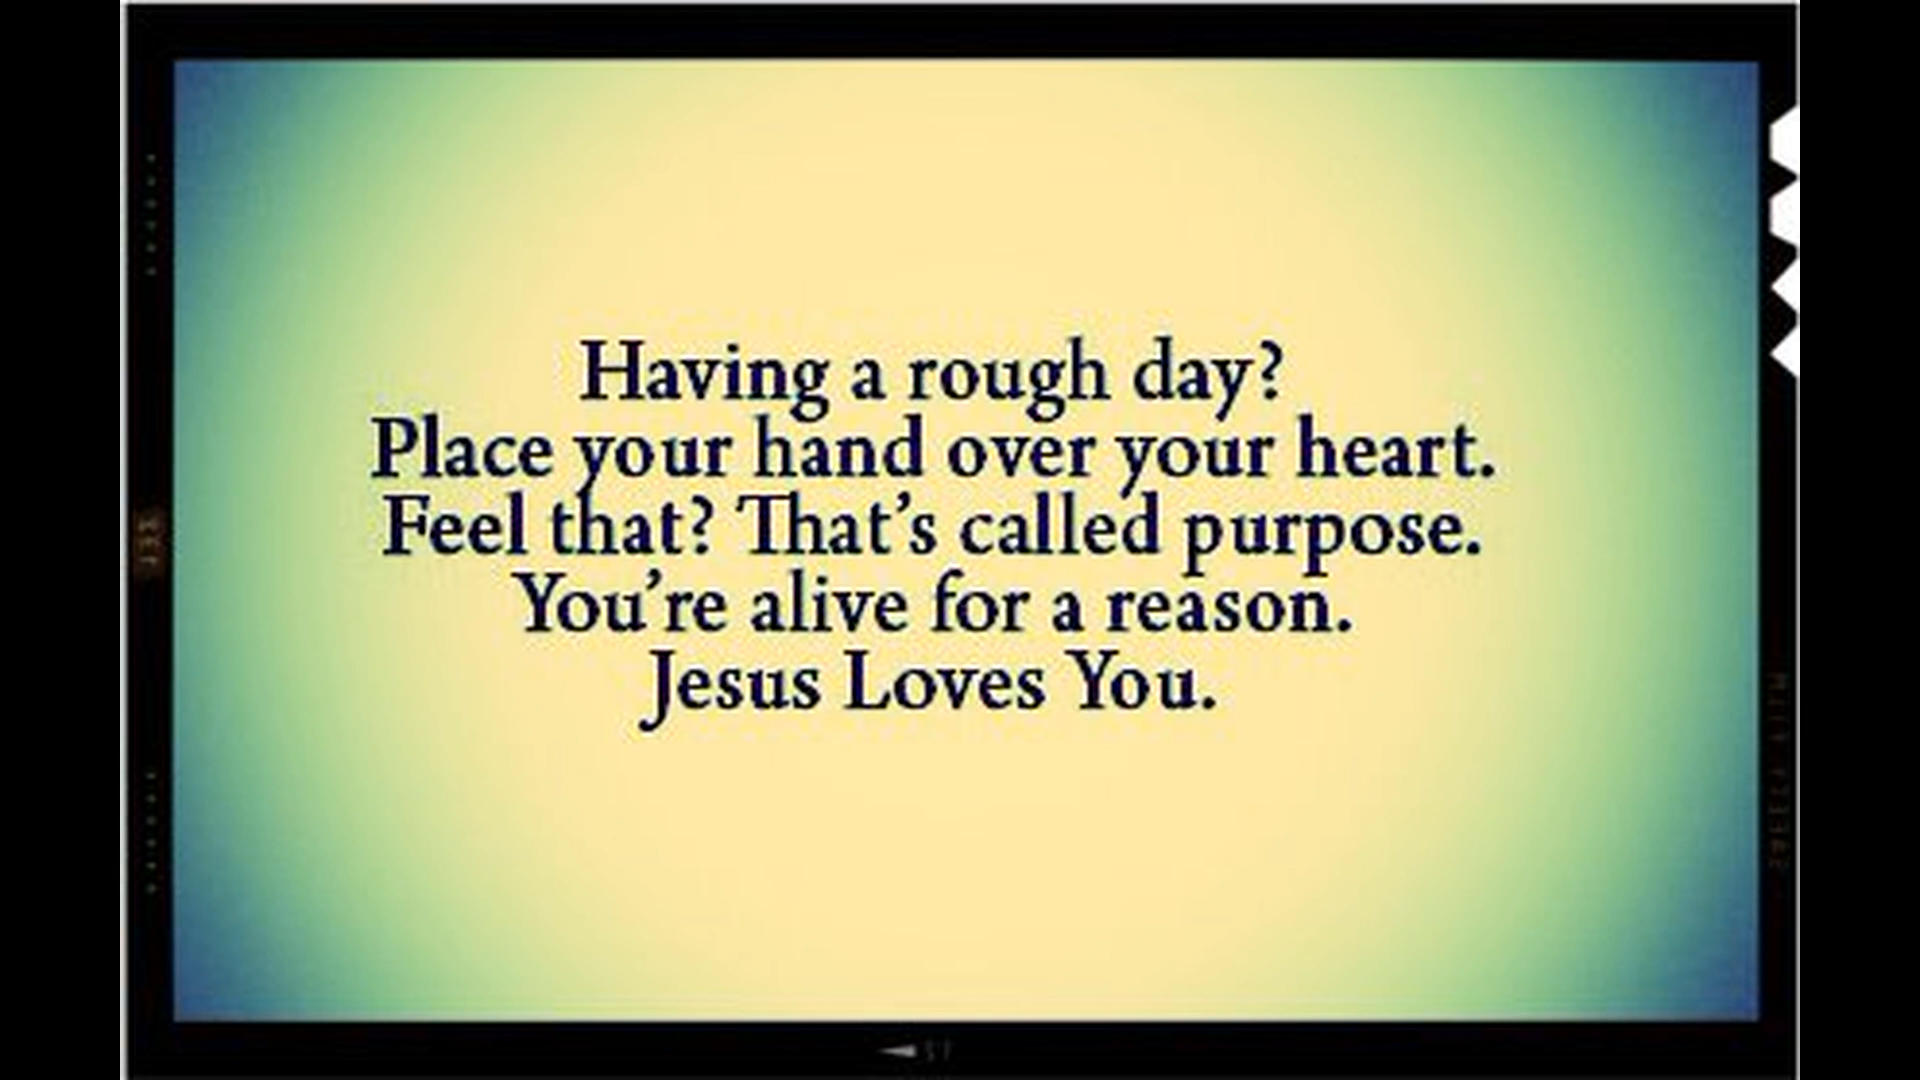 Having a rough day?
Place your hand over your heart.
Feel that? That’s called purpose.
You’re alive for a reason.
Jesus Loves You.